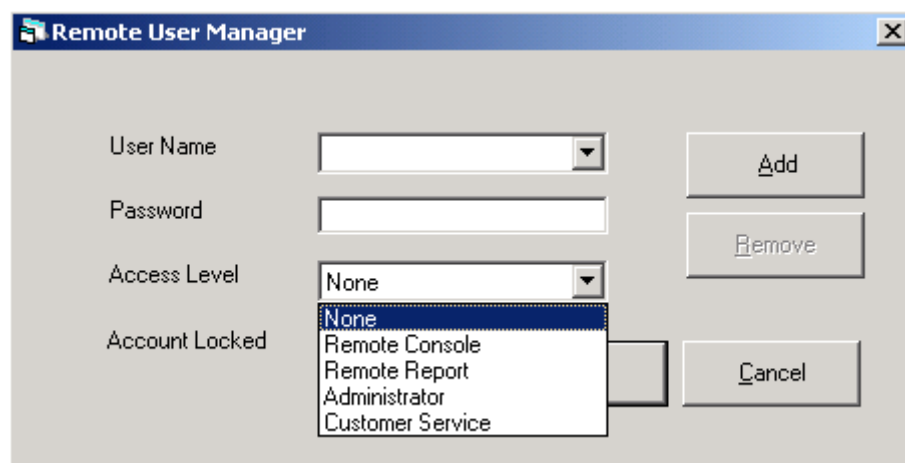 Remote User Manager
User Name
Add
Password
Remove
Access Level
None
None
Remote Console
Remote Report
Administrator
Customer Service
Account Locked
Cancel